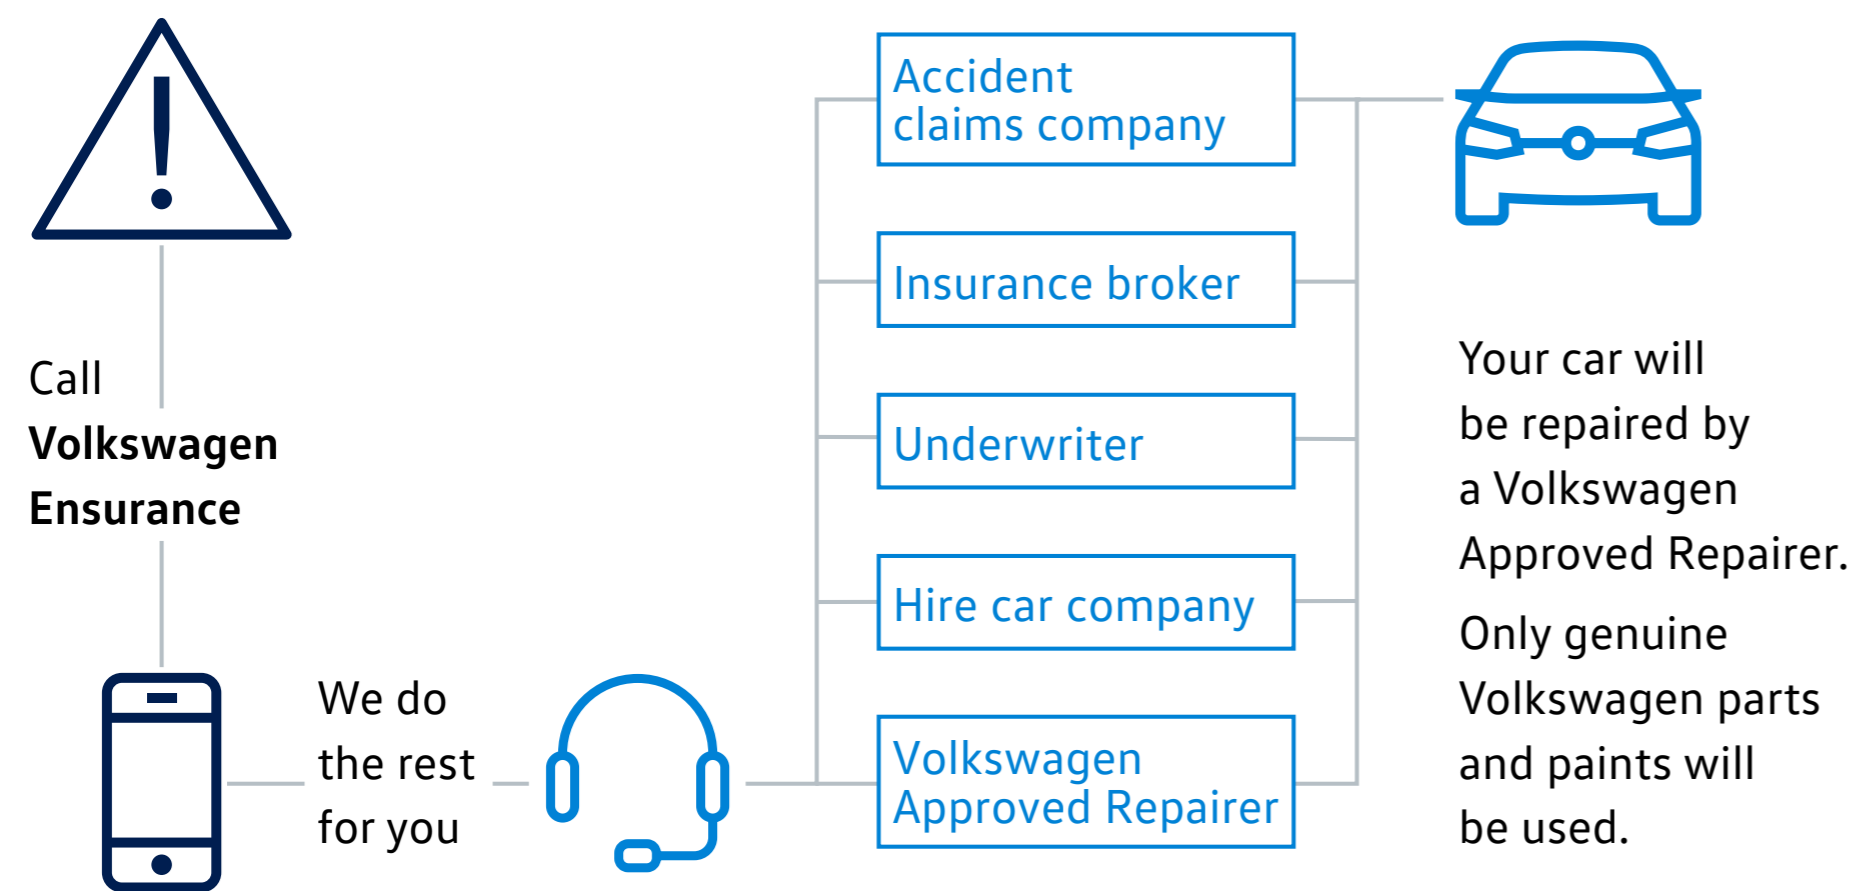 Call
Volkswagen
Ensurance
We do
the rest
for you
Accident
claims company
Insurance broker
Underwriter
Hire car company
Volkswagen
Approved Repairer
Your car will
be repaired by
a Volkswagen
Approved Repairer.
Only genuine
Volkswagen parts
and paints will
be used.